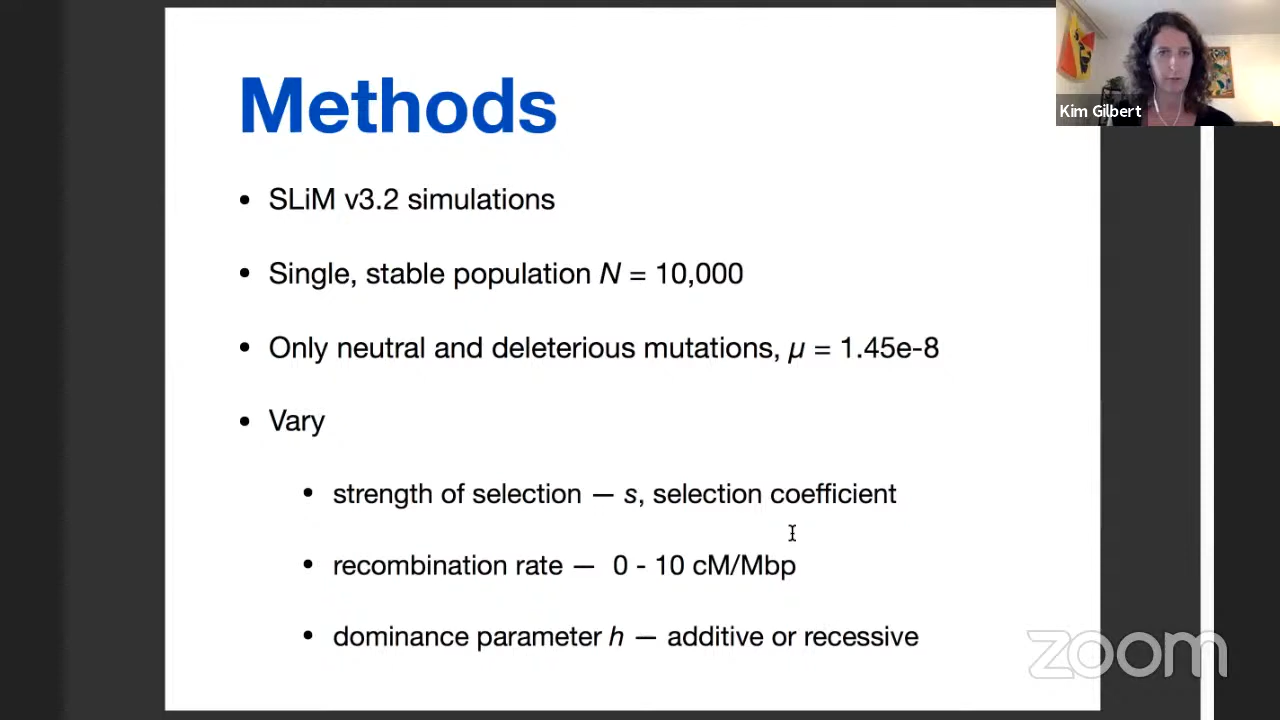 Methods
Kim Gilbert
• SLiM v3.2 simulations
• Single, stable population N = 10,000
• Only neutral and deleterious mutations, μ = 1.45e-8
• Vary
• strength of selection — s, selection coefficient
• recombination rate — 0 - 10 cM/Mbp
• dominance parameter h — additive or recessive
zoom